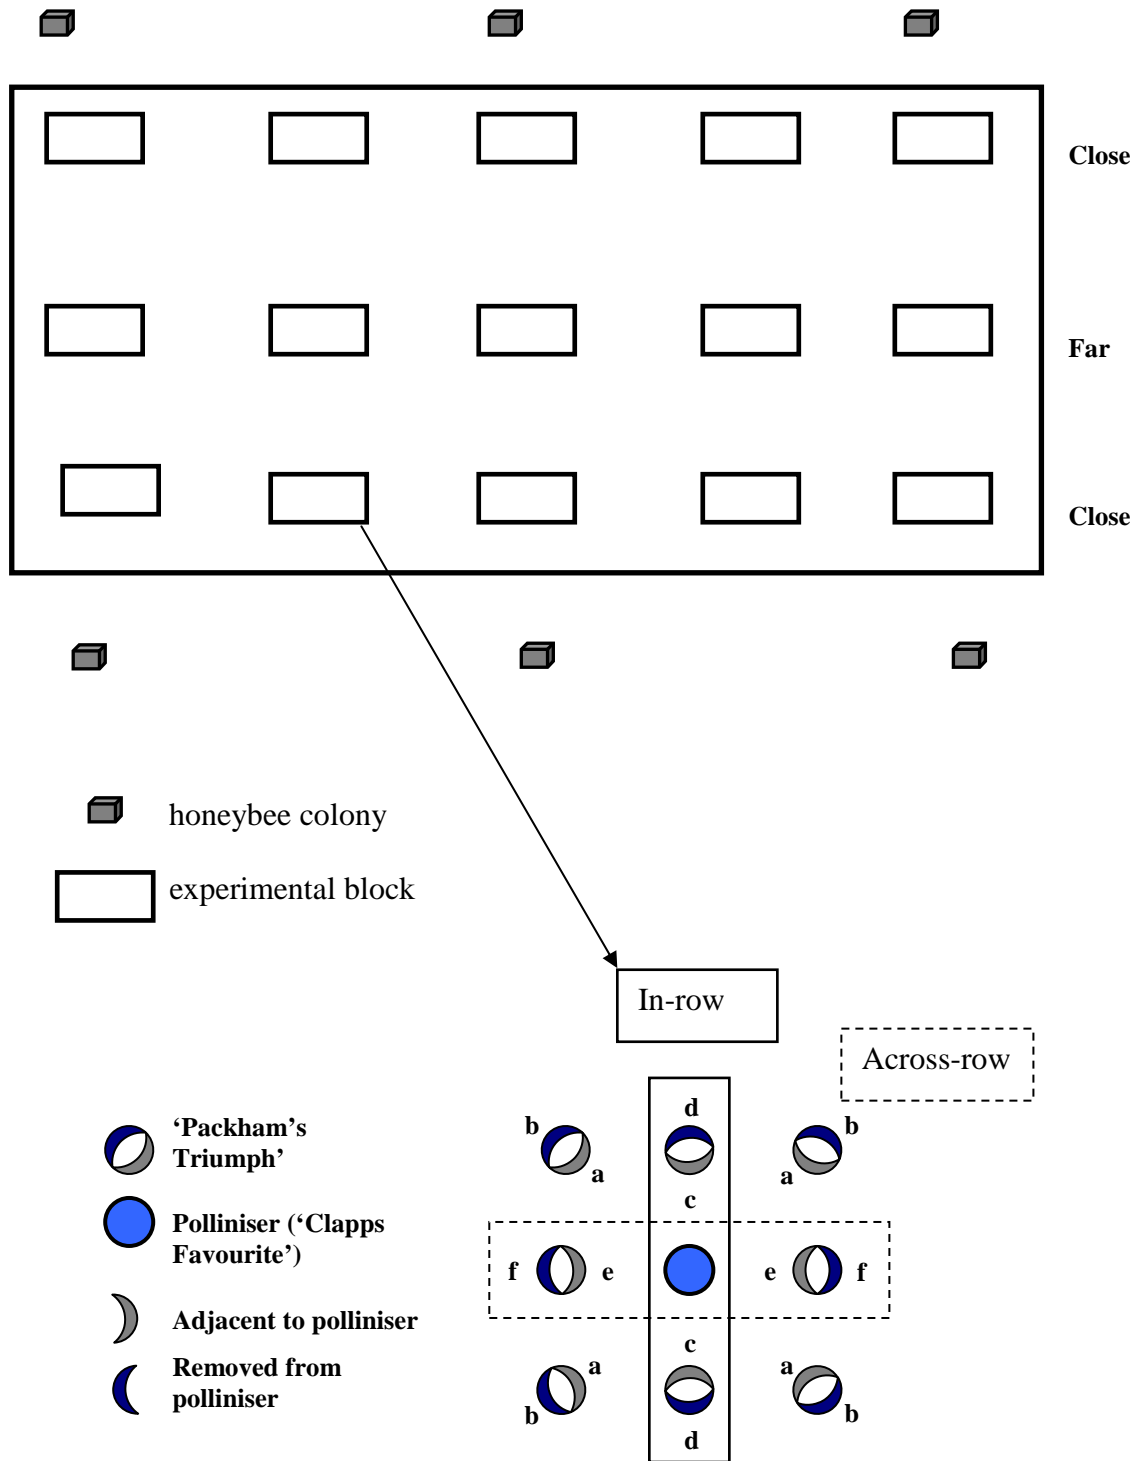 Close
Far
Close
honeybee colony
experimental block
In-row
Across-row
‘Packham’s
Triumph’
Polliniser (‘Clapps
Favourite’)
Adjacent to polliniser
Removed from
polliniser
d
b
b
a
a
c
f
e
e
f
c
a
a
b
b
d